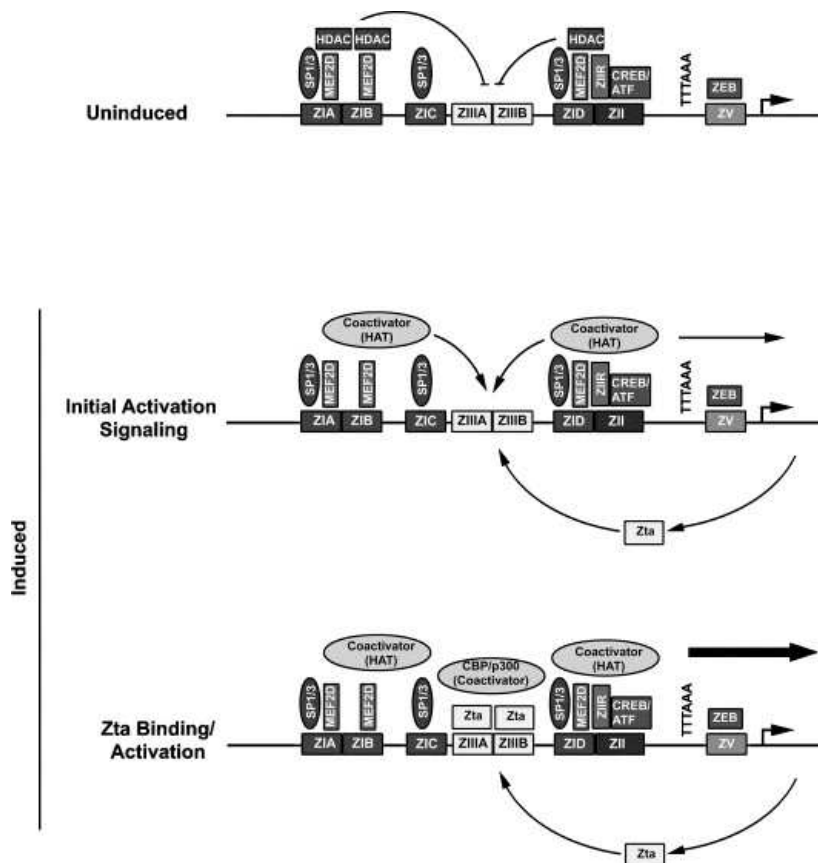 HDAC HDAC HDAC
SP1/3 MEF2D MEF2D SP1/3 SP1/3 MEF2D ZIIR CREB/
ATF TTTAAA ZEB
Uninduced ZIA ZIB ZIC ZIIIA ZIIIB ZID ZII ZV
Coactivator
(HAT)
Coactivator
(HAT)
SP1/3 MEF2D MEF2D SP1/3 SP1/3 MEF2D ZIIR CREB/
ATF TTTAAA ZEB
Initial Activation
Signaling
ZIA ZIB ZIC ZIIIA ZIIIB ZID ZII ZV
Zta
Induced
Coactivator
(HAT)
CBP/p300
(Coactivator)
Coactivator
(HAT)
SP1/3 MEF2D MEF2D SP1/3 Zta Zta SP1/3 MEF2D ZIIR CREB/
ATF TTTAAA ZEB
Zta Binding/
Activation
ZIA ZIB ZIC ZIIIA ZIIIB ZID ZII ZV
Zta